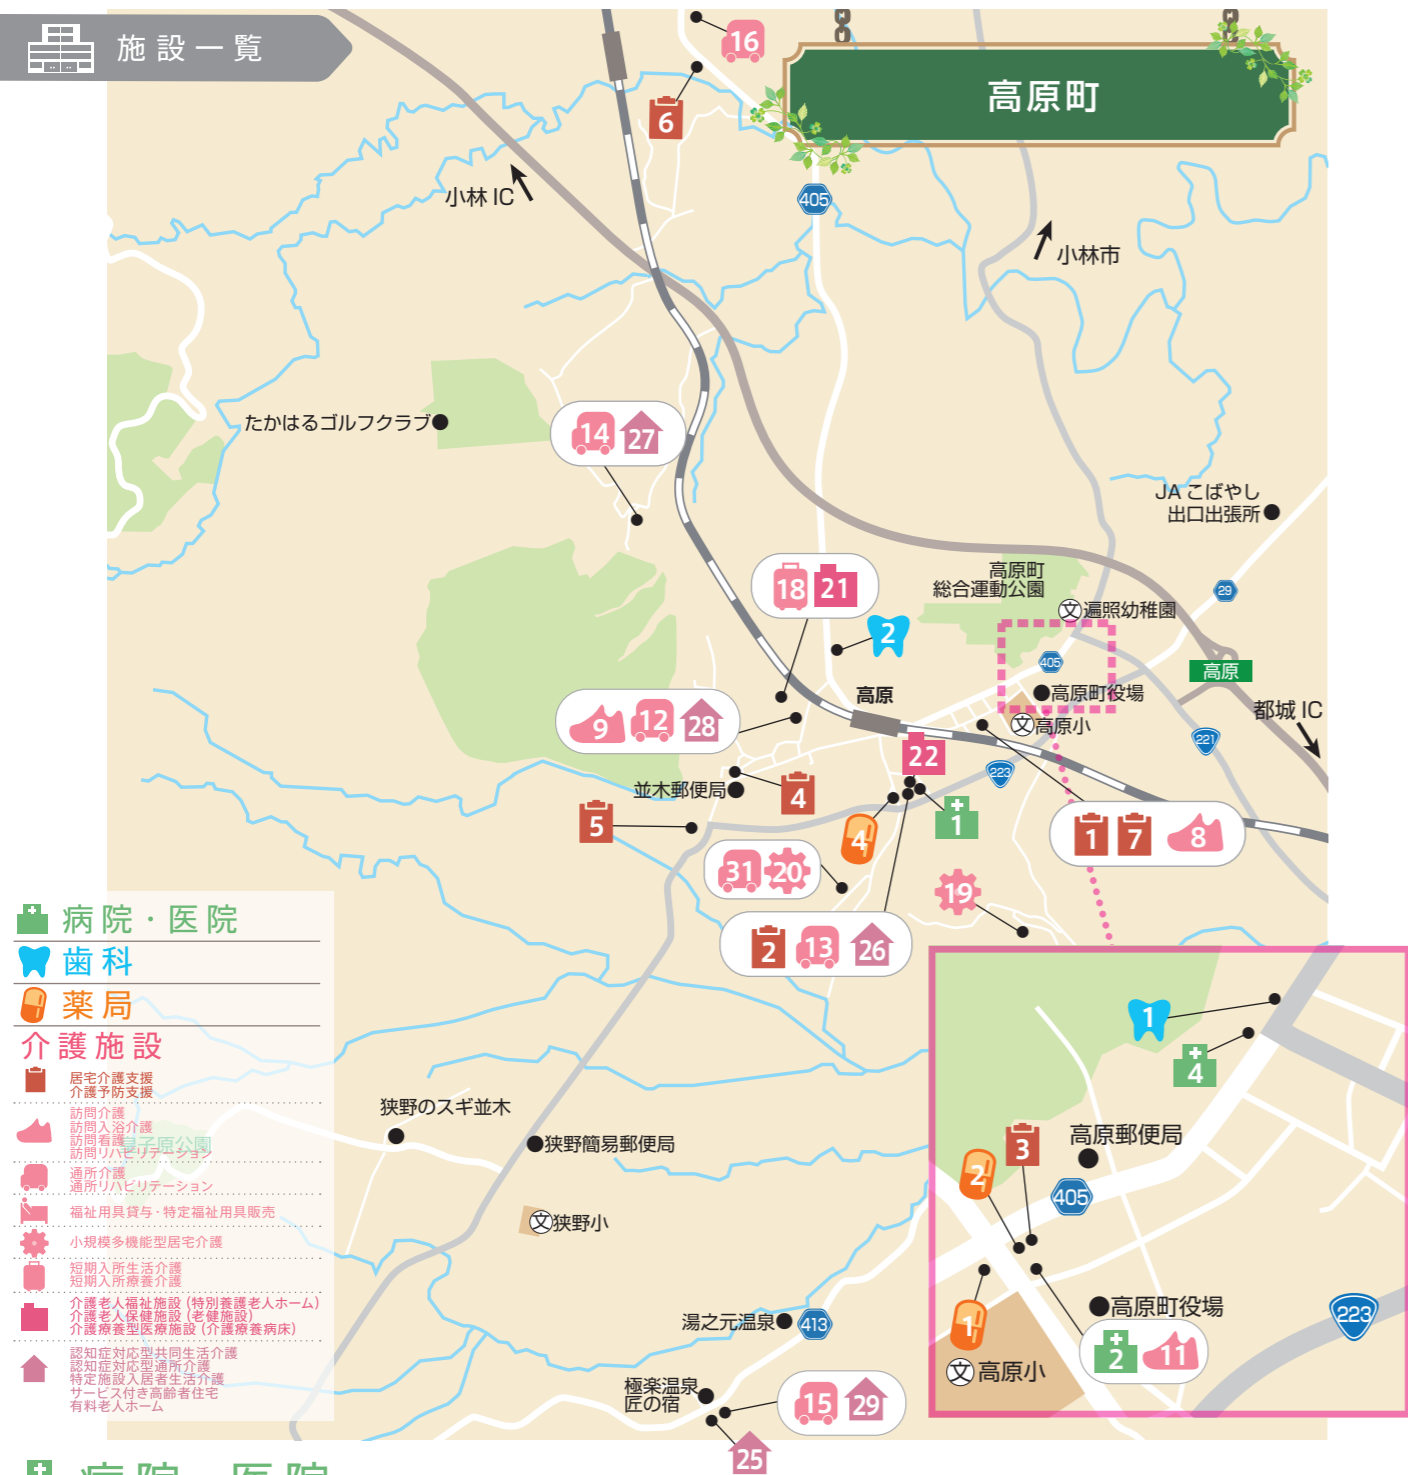 施設一覧
高原町
16
6
405
小林 IC
小林市
たかはるゴルフクラブ
14 27
JA こばやし
出口出張所
18 21
高原町
総合運動公園
29
文遍照幼稚園
2
405
高原
高原
高原町役場
都城 IC
9 12 28
文高原小
221
22
223
並木郵便局
4
5
4
1
1 7 8
31 20
19
2 13 26
病院・医院
歯科
薬局
介護施設
居宅介護支援
介護予防支援
訪問介護
訪問入浴介護
訪問看護
訪問リハビリテーション
皇子原公園
通所介護
通所リハビリテーション
福祉用具貸与・特定福祉用具販売
小規模多機能型居宅介護
短期入所生活介護
短期入所療養介護
介護老人福祉施設(特別養護老人ホーム)
介護老人保健施設(老健施設)
介護療養型医療施設(介護療養病床)
認知症対応型共同生活介護
認知症対応型通所介護
特定施設入居者生活介護
サービス付き高齢者住宅
有料老人ホーム
狭野のスギ並木
狭野簡易郵便局
文狭野小
湯之元温泉
413
極楽温泉
匠の宿
15 29
25
1
4
3
高原郵便局
2
405
高原町役場
223
1
2 11
文高原小
病院・医院